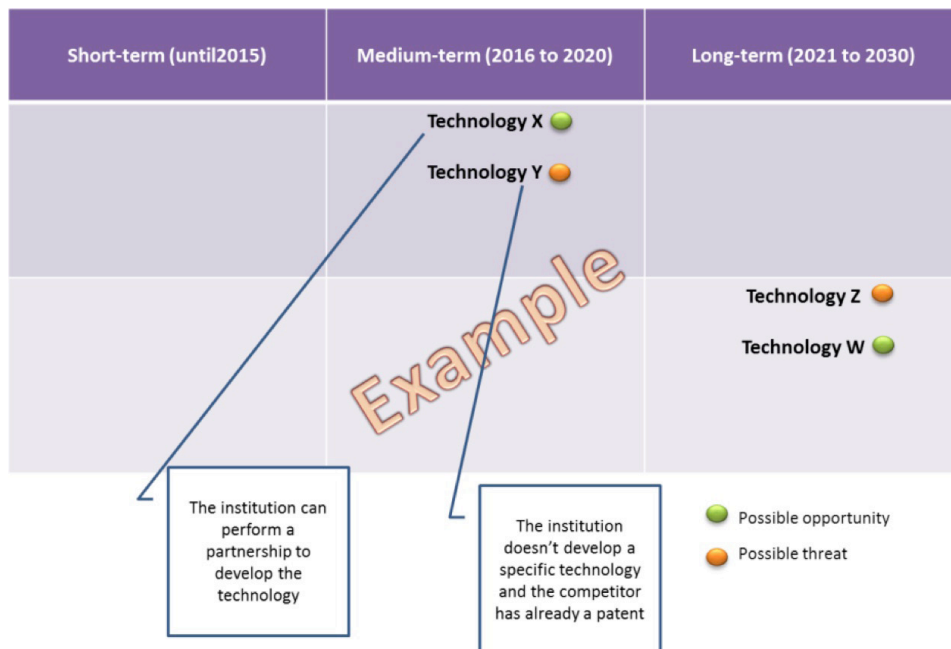 Short-term (until2015)
Medium-term (2016 to 2020)
Long-term (2021 to 2030)
Technology X
Technology Y
Example
Technology Z
Technology W
The institution can
perform a
partnership to
develop the
technology
The institution
doesn't develop a
specific technology
and the competitor
has already a patent
Possible opportunity
Possible threat